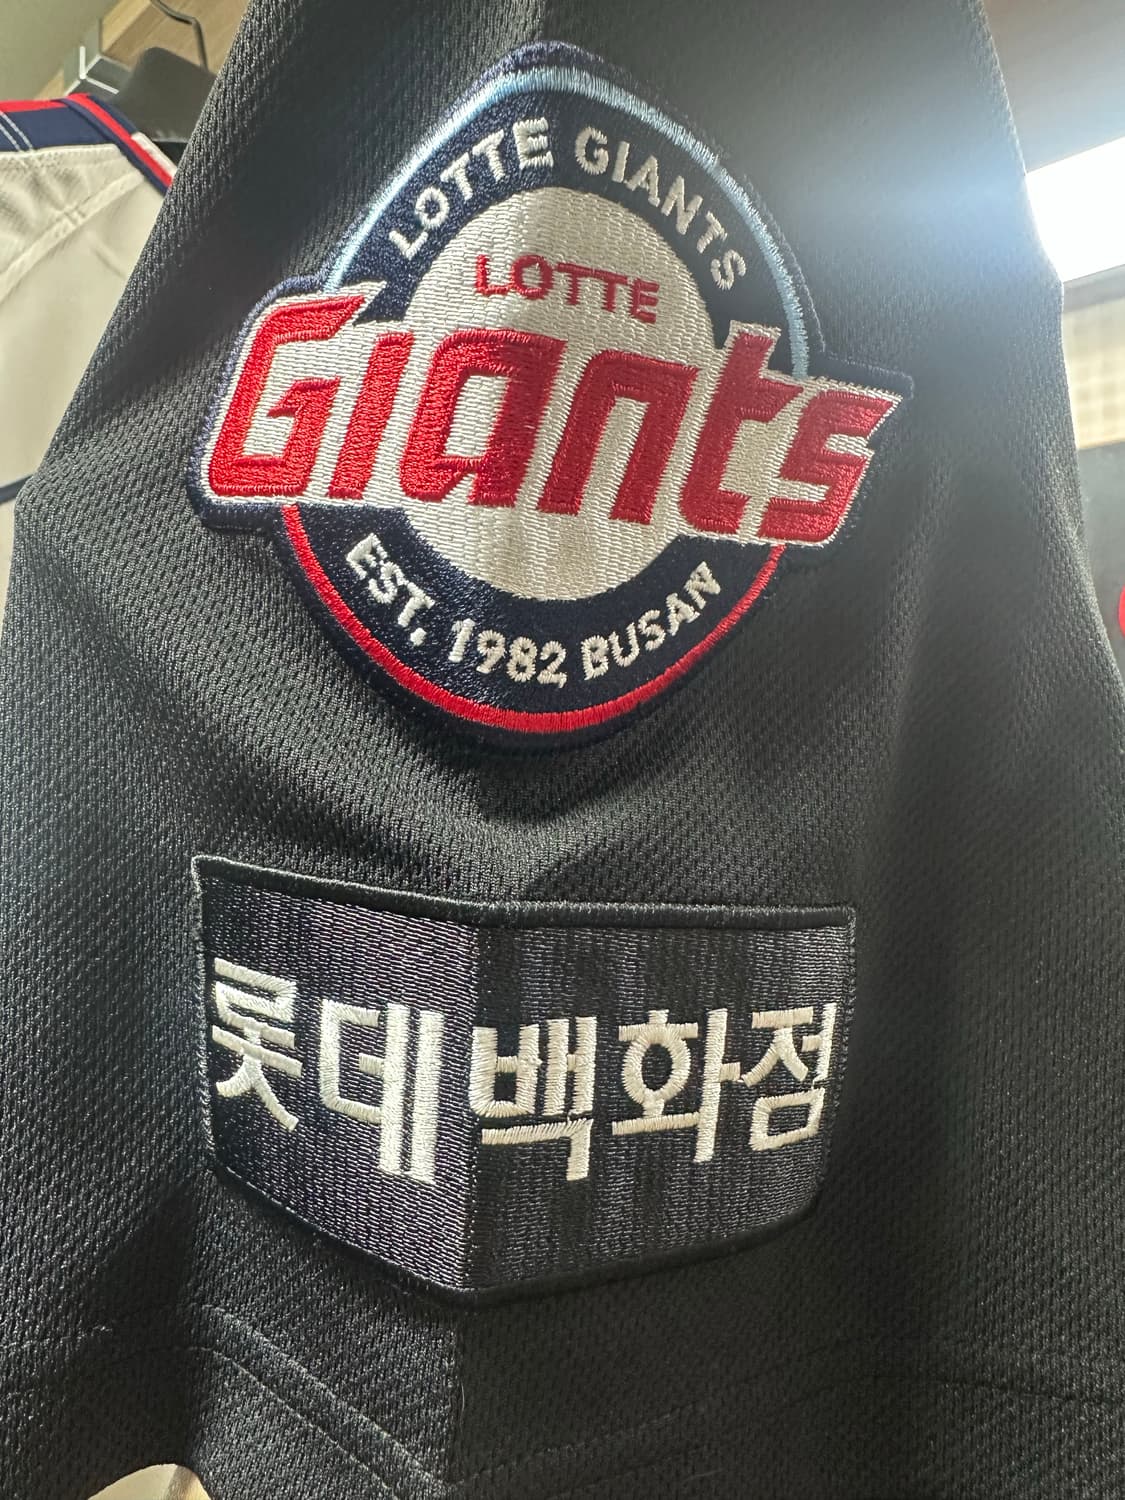 LOTTE GIANTS
LOTTE
Giants
EST. 1982 BUSAN
롯데백화점